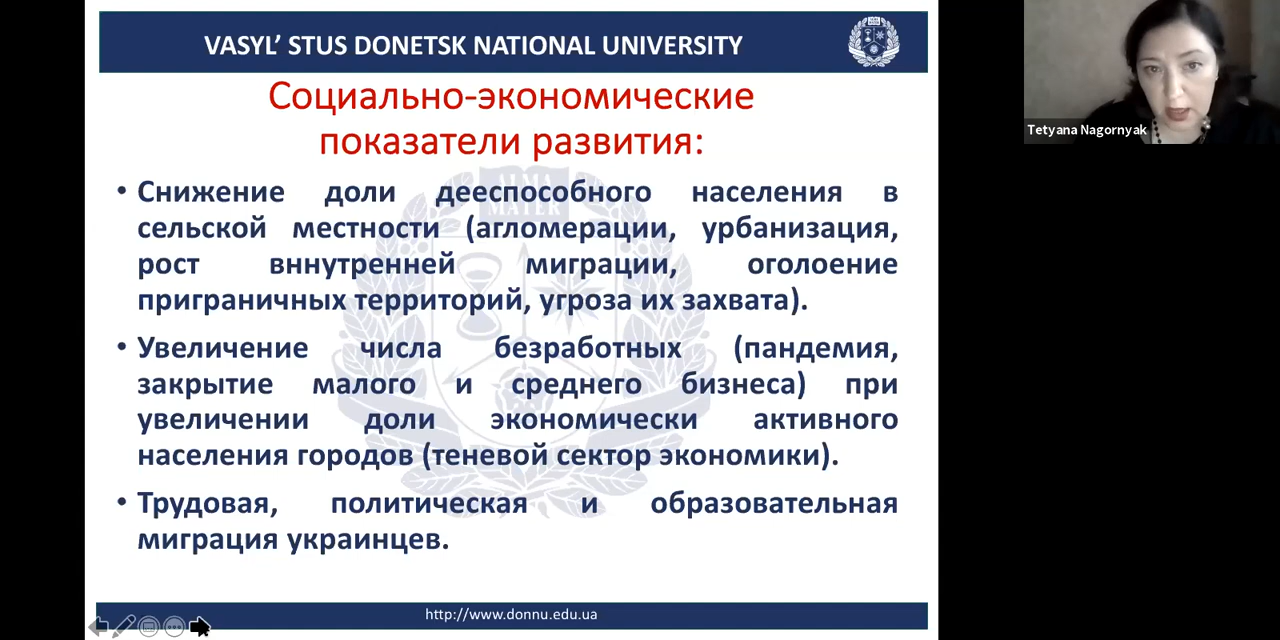 VASYL’ STUS DONETSK NATIONAL UNIVERSITY
Социально-экономические
показатели развития:
• Снижение доли дееспособного населения в
сельской местности (агломерации, урбанизация,
рост вннутренней миграции, оголоение
приграничных территорий, угроза их захвата).
• Увеличение числа безработных (пандемия,
закрытие малого и среднего бизнеса) при
увеличении доли экономически активного
населения городов (теневой сектор экономики).
• Трудовая, политическая и образовательная
миграция украинцев.
http://www.donnu.edu.ua
Tetyana Nagornyak
ALMA
MATER